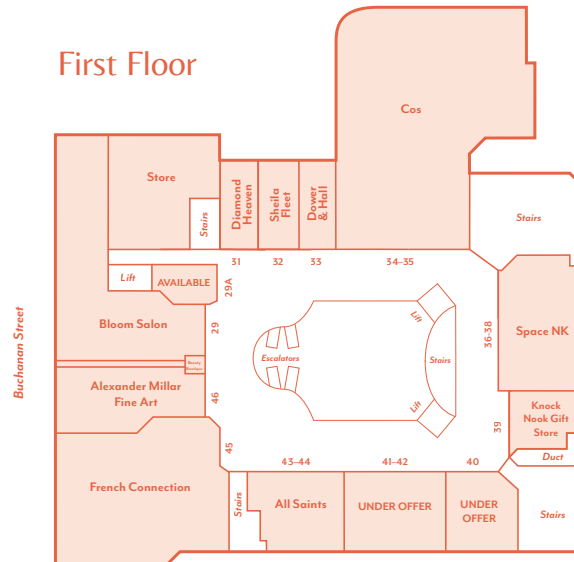 First Floor
Cos
Store
Stairs
Diamond
Heaven
Sheila
Fleet
Dower
& Hall
Stairs
31
32
33
34–35
Lift
AVAILABLE
29A
Bloom Salon
29
Buchanan Street
Beauty
Boutique
Alexander Millar
Fine Art
46
45
French Connection
Escalators
Lift
Stairs
Lift
36-38
Space NK
39
Knock
Nook Gift
Store
Duct
43–44
41–42
40
Stairs
All Saints
UNDER OFFER
UNDER
OFFER
Stairs